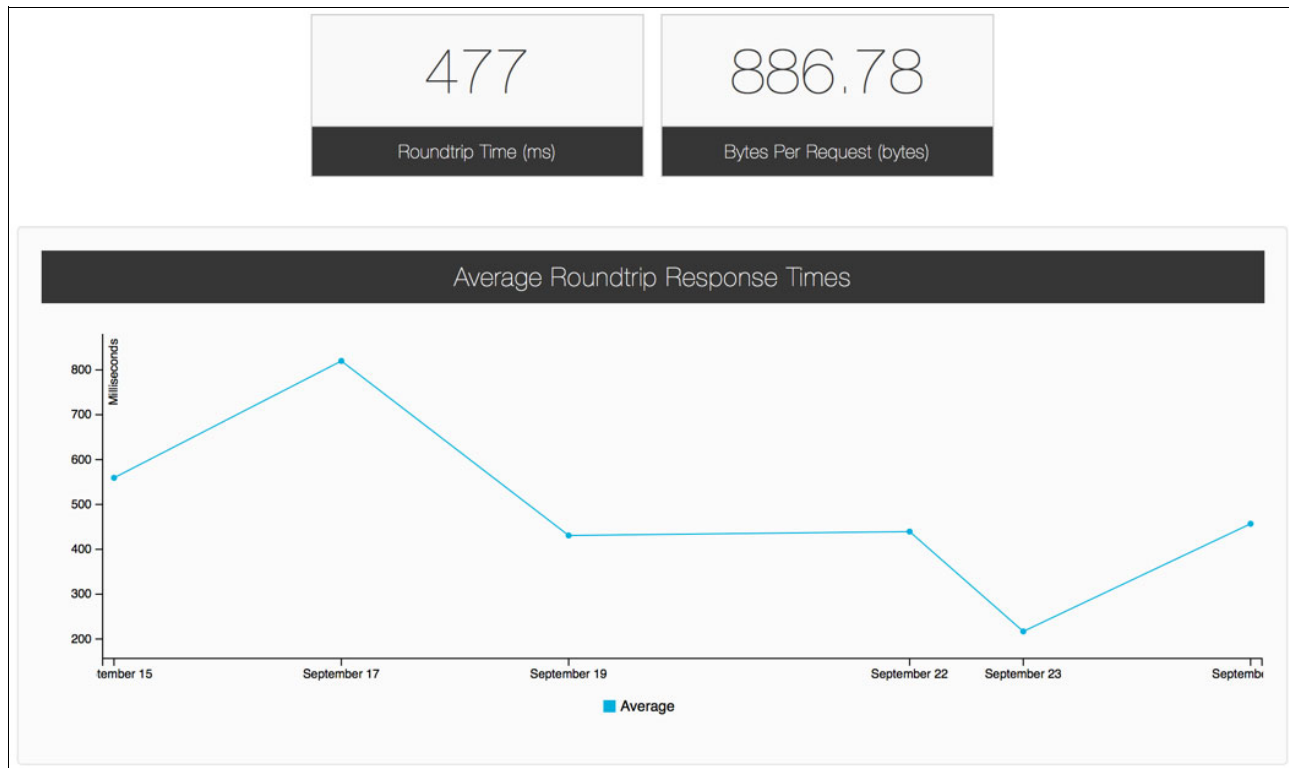 477
886.78
Roundtrip Time (ms)
Bytes Per Request (bytes)
Average Roundtrip Response Times
Milliseconds
800
700
600
500
400
300
200
tember 15
September 17
September 19
September 22
September 23
Septembe
Average